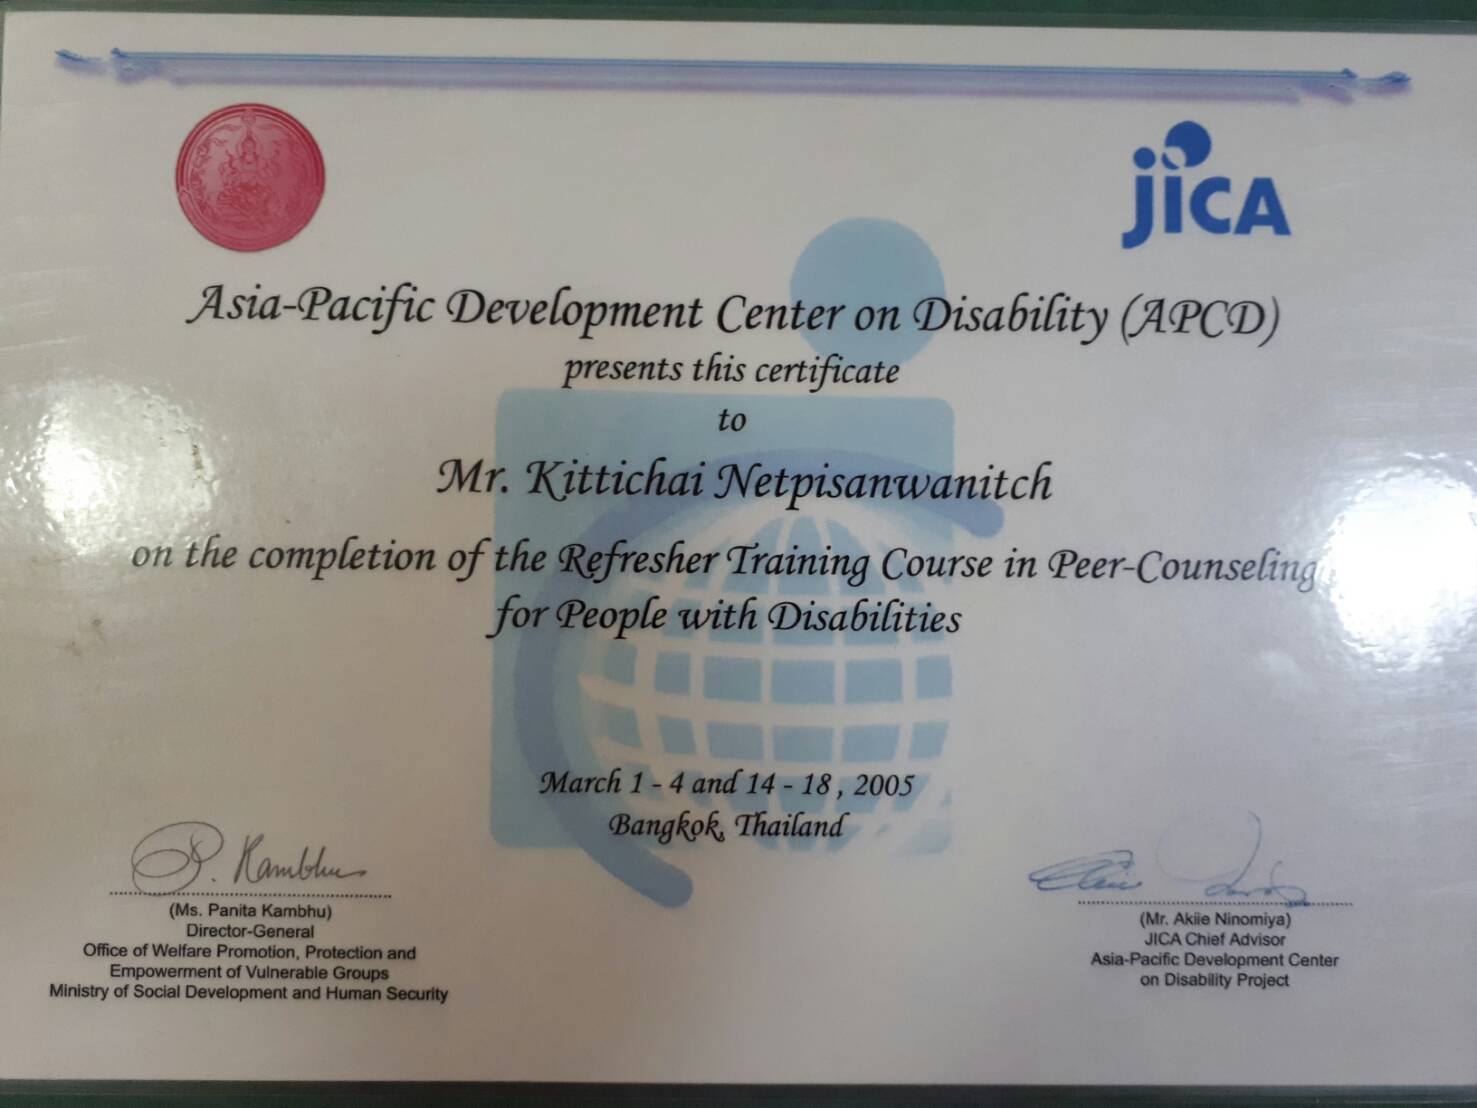 JICA
Asia-Pacific Development Center on Disability (APCD)
presents this certificate
to
Mr. Kittichai Netpisanwanitch
on the completion of the Refresher Training Course in Peer-Counseling
for People with Disabilities
March 1 - 4 and 14 - 18 , 2005
Bangkok, Thailand
P. Kambhu
(Ms. Panita Kambhu)
Director-General
Office of Welfare Promotion, Protection and
Empowerment of Vulnerable Groups
Ministry of Social Development and Human Security
(Mr. Akiie Ninomiya)
JICA Chief Advisor
Asia-Pacific Development Center
on Disability Project